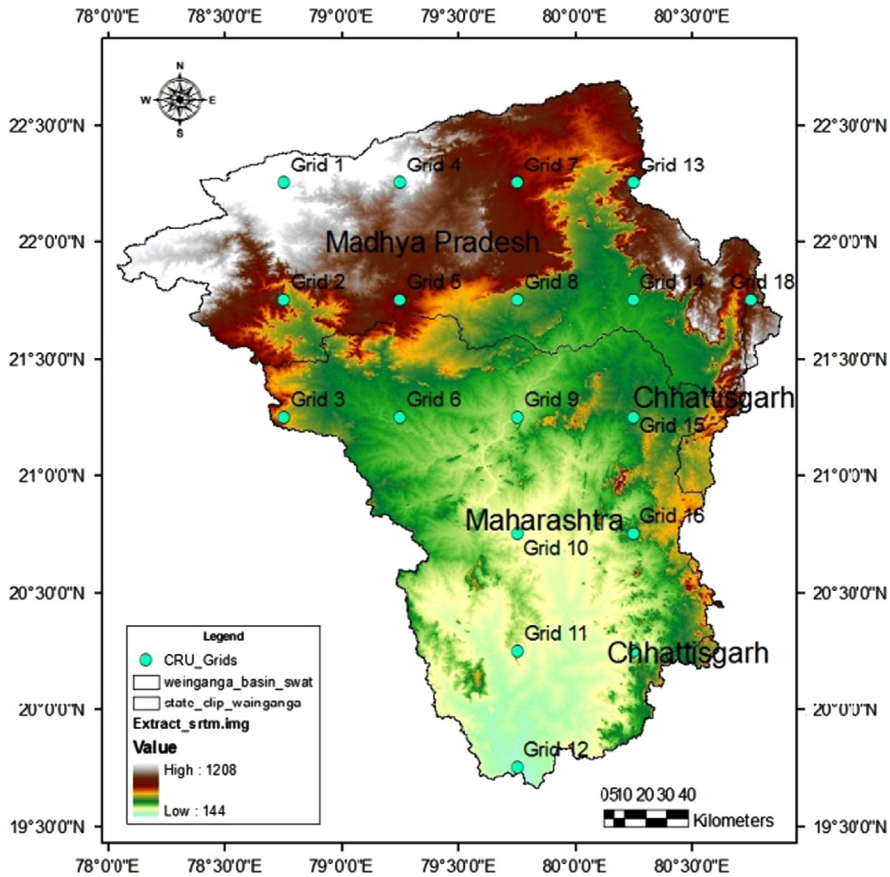 78°0'0"E 78°30'0"E 79°0'0"E 79°30'0"E 80°0'0"E 80°30'0"E
N
W E
S
22°30'0"N 22°30'0"N
Grid 1 Grid 4 Grid 7 Grid 13
22°0'0"N Madhya Pradesh 22°0'0"N
Grid 2 Grid 5 Grid 8 Grid 14 Grid 18
21°30'0"N 21°30'0"N
Chhattisgarh
Grid 3 Grid 6 Grid 9
Grid 15
21°0'0"N 21°0'0"N
Maharashtra Grid 16
Grid 10
20°30'0"N 20°30'0"N
Grid 11
Chhattisgarh
Legend
CRU_Grids
weinganga_basin_swat
state_clip_wainganga
Extract_srtm.img
Value
High : 1208
Low : 144
20°0'0"N 20°0'0"N
Grid 12
0510 20 30 40
Kilometers
19°30'0"N 19°30'0"N
78°0'0"E 78°30'0"E 79°0'0"E 79°30'0"E 80°0'0"E 80°30'0"E